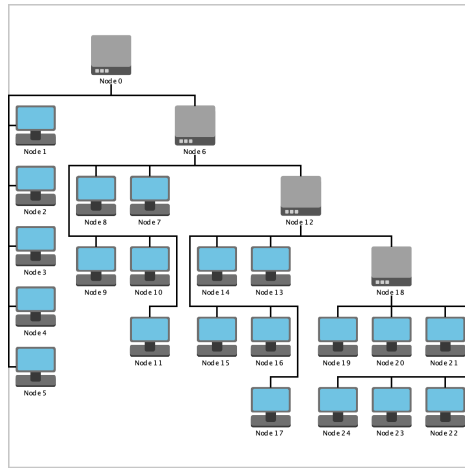 Node 0
Node 1
Node 6
Node 2
Node 8
Node 7
Node 12
Node 3
Node 9
Node 10
Node 14
Node 13
Node 18
Node 4
Node 11
Node 15
Node 16
Node 19
Node 20
Node 21
Node 5
Node 17
Node 24
Node 23
Node 22